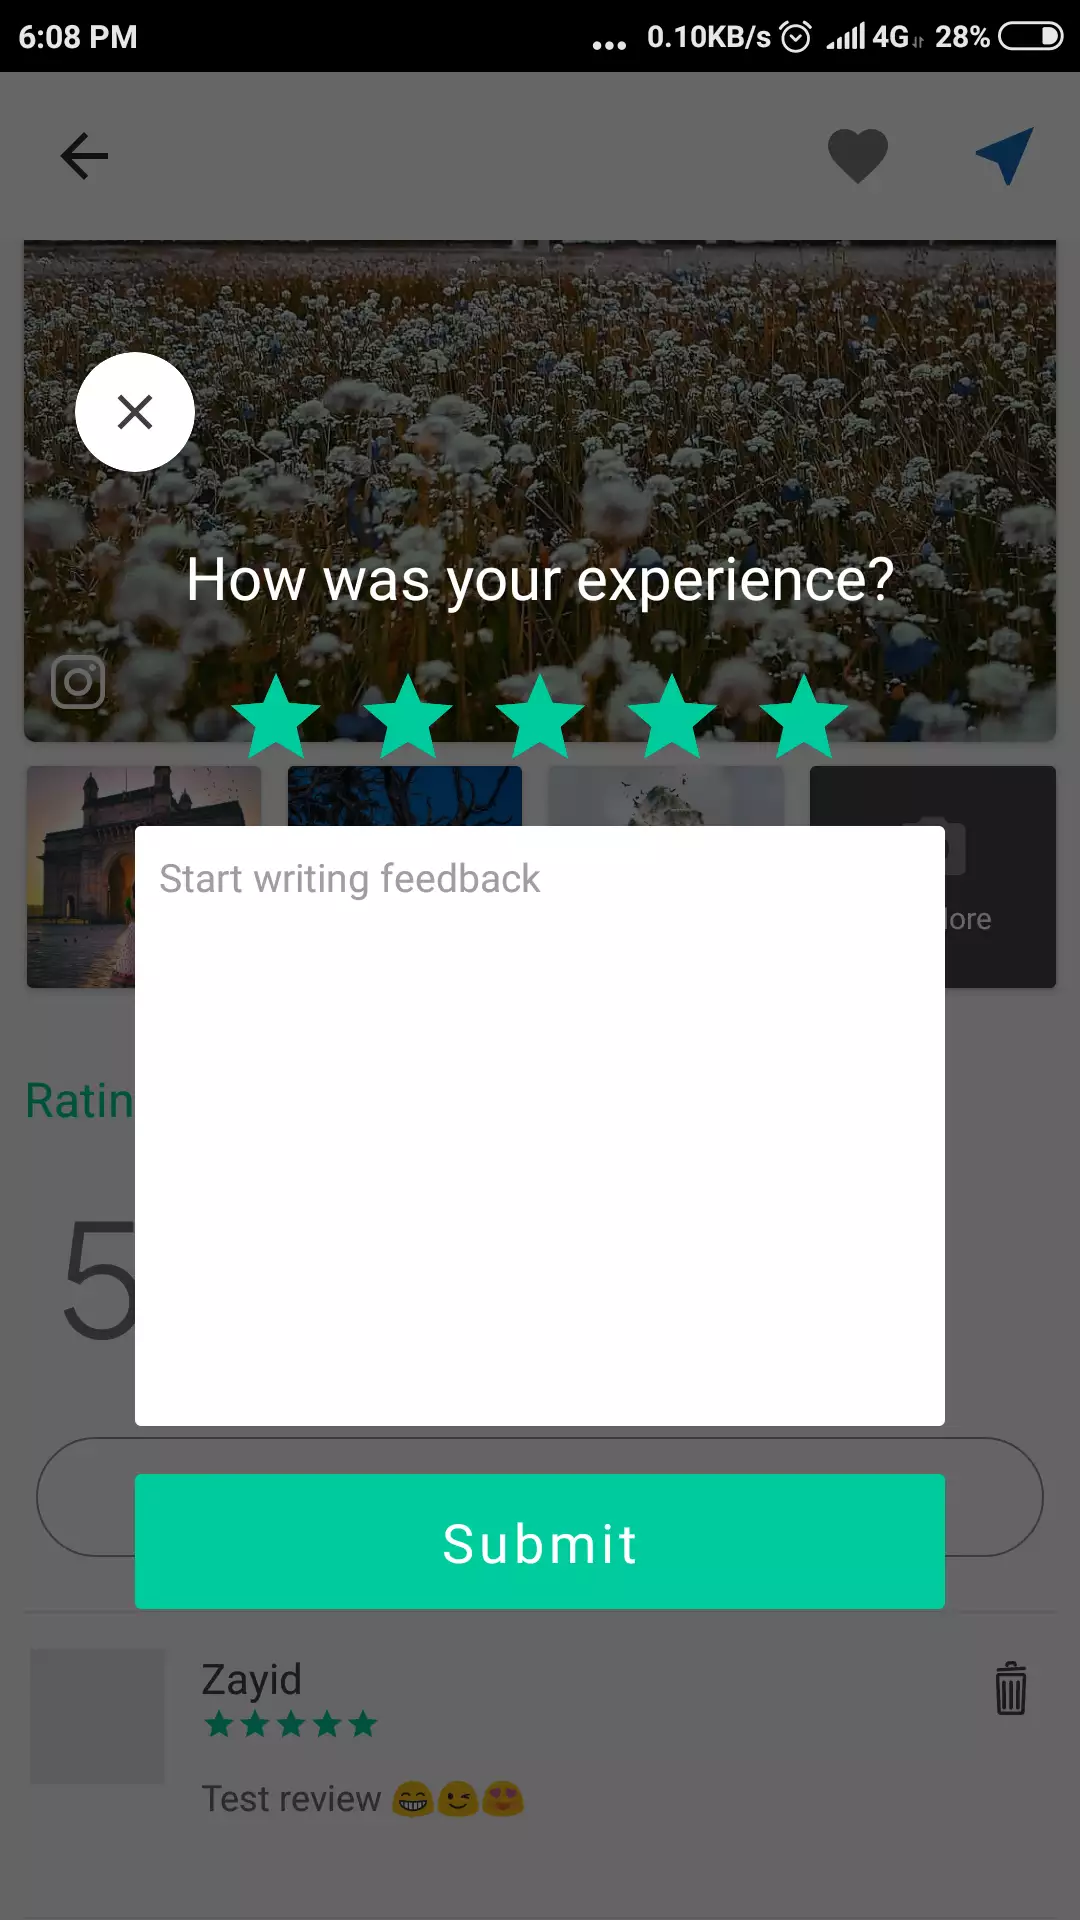 6:08 PM ... 0.10KB/s 4G 28%
How was your experience?
Start writing feedback
lore
Ratin
5
Submit
Zayid
Test review 😁😉😍